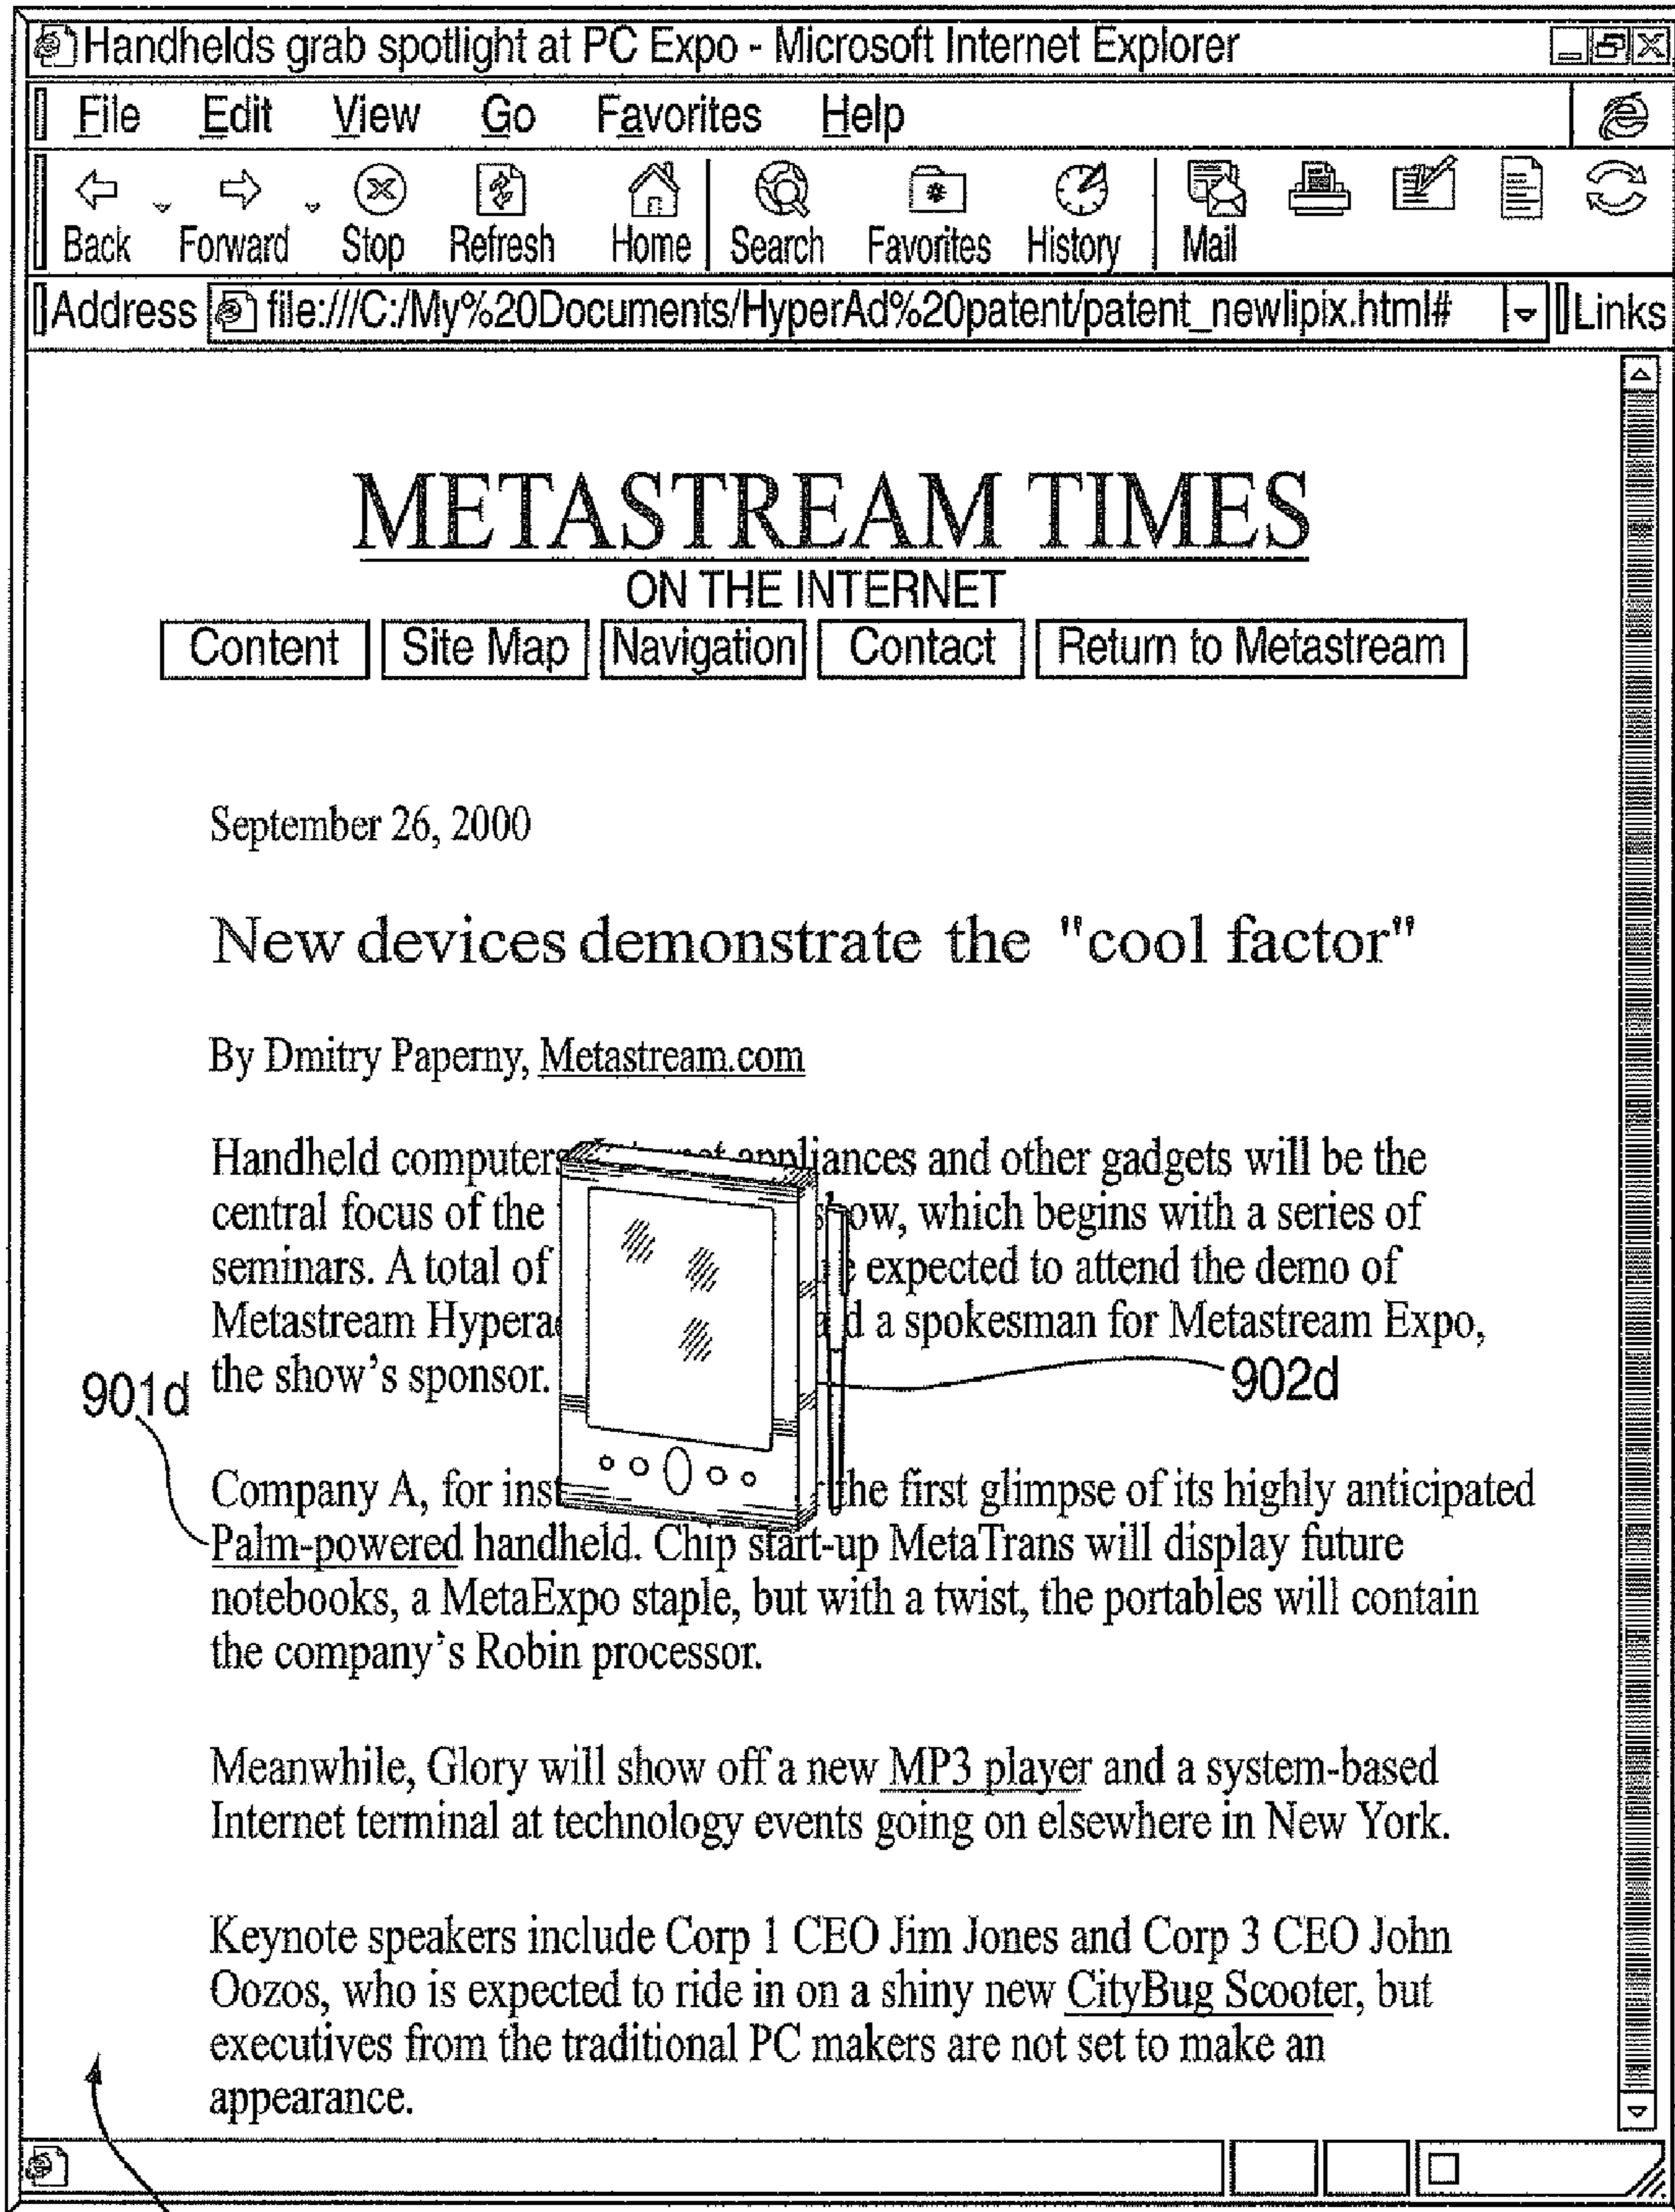 Handhelds grab spotlight at PC Expo - Microsoft Internet Explorer
File Edit View Go Favorites Help
Back Forward Stop Refresh Home Search Favorites History Mail
Address file:///C:/My%20Documents/HyperAd%20patent/patent_newlipix.html# Links
METASTREAM TIMES
ON THE INTERNET
Content Site Map Navigation Contact Return to Metastream
September 26, 2000
New devices demonstrate the "cool factor"
By Dmitry Paperny, Metastream.com
Handheld computers appliances and other gadgets will be the
central focus of the which begins with a series of
seminars. A total of expected to attend the demo of
Metastream a spokesman for Metastream Expo,
the show's sponsor.
901d
902d
Company A, for the first glimpse of its highly anticipated
Palm-powered handheld. Chip start-up MetaTrans will display future
notebooks, a MetaExpo staple, but with a twist, the portables will contain
the company's Robin processor.
Meanwhile, Glory will show off a new MP3 player and a system-based
Internet terminal at technology events going on elsewhere in New York.
Keynote speakers include Corp 1 CEO Jim Jones and Corp 3 CEO John
Oozos, who is expected to ride in on a shiny new CityBug Scooter, but
executives from the traditional PC makers are not set to make an
appearance.